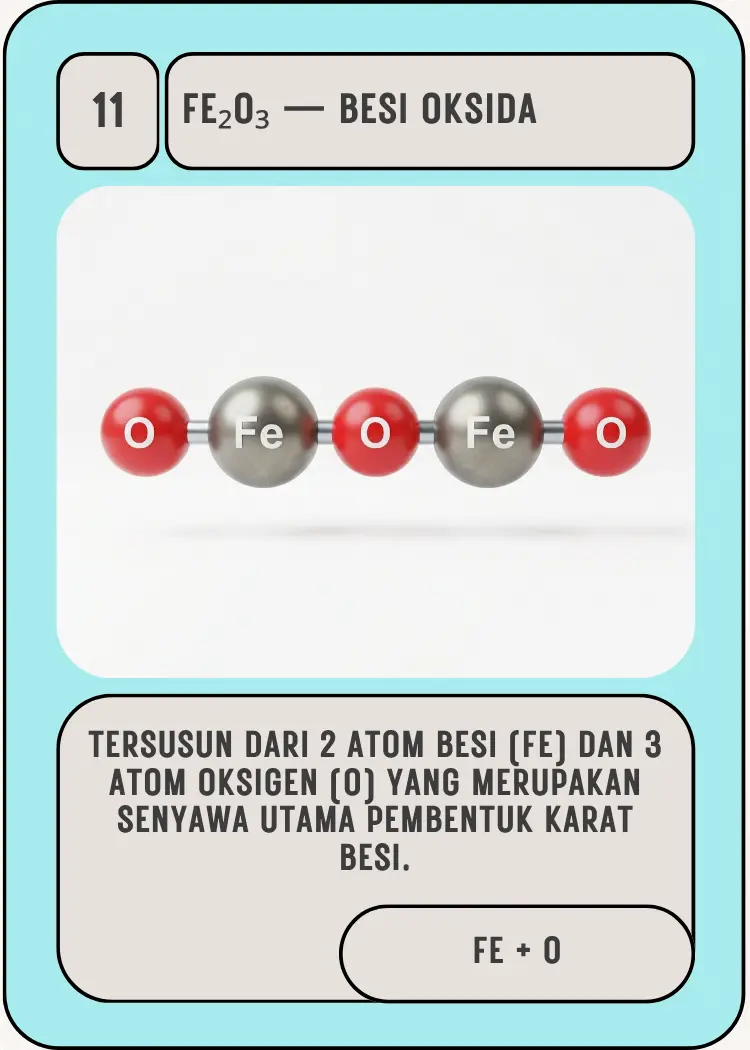 11
FE₂O₃ — BESI OKSIDA
O Fe O Fe O
TERSUSUN DARI 2 ATOM BESI (FE) DAN 3
ATOM OKSIGEN (O) YANG MERUPAKAN
SENYAWA UTAMA PEMBENTUK KARAT
BESI.
FE + O